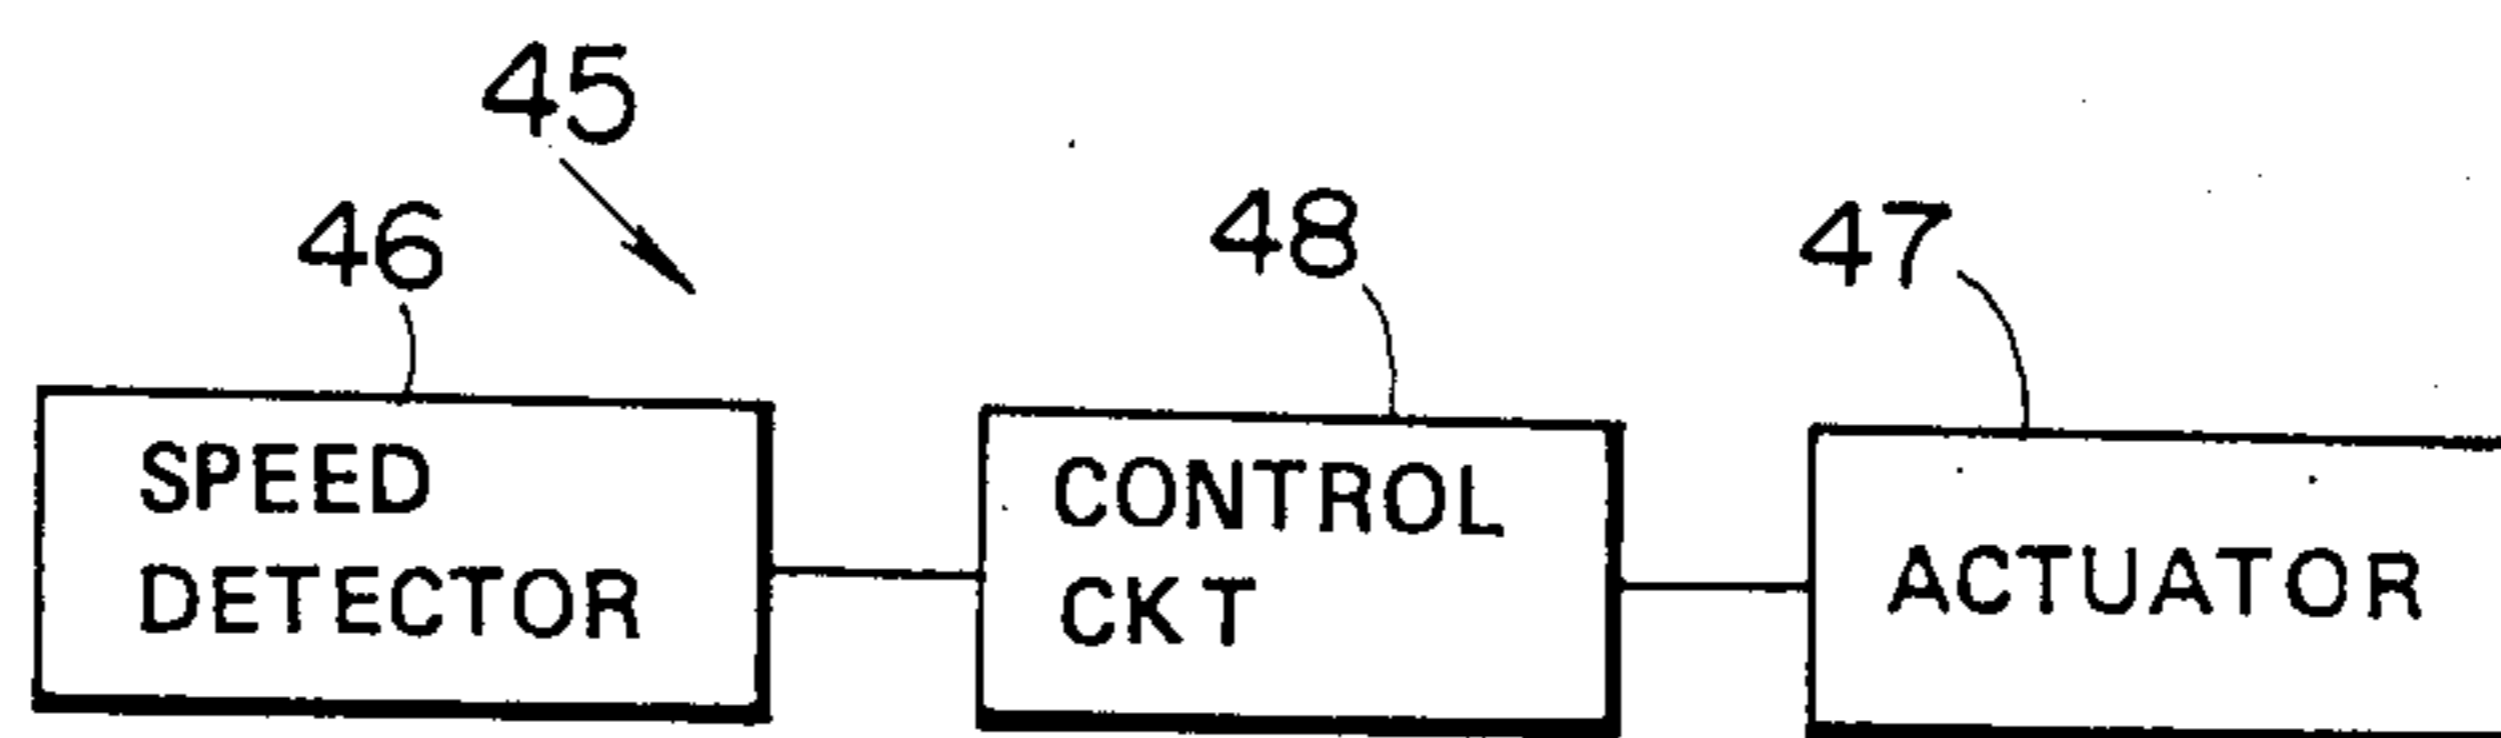 45
46
48
47
SPEED
DETECTOR
CONTROL
CKT
ACTUATOR